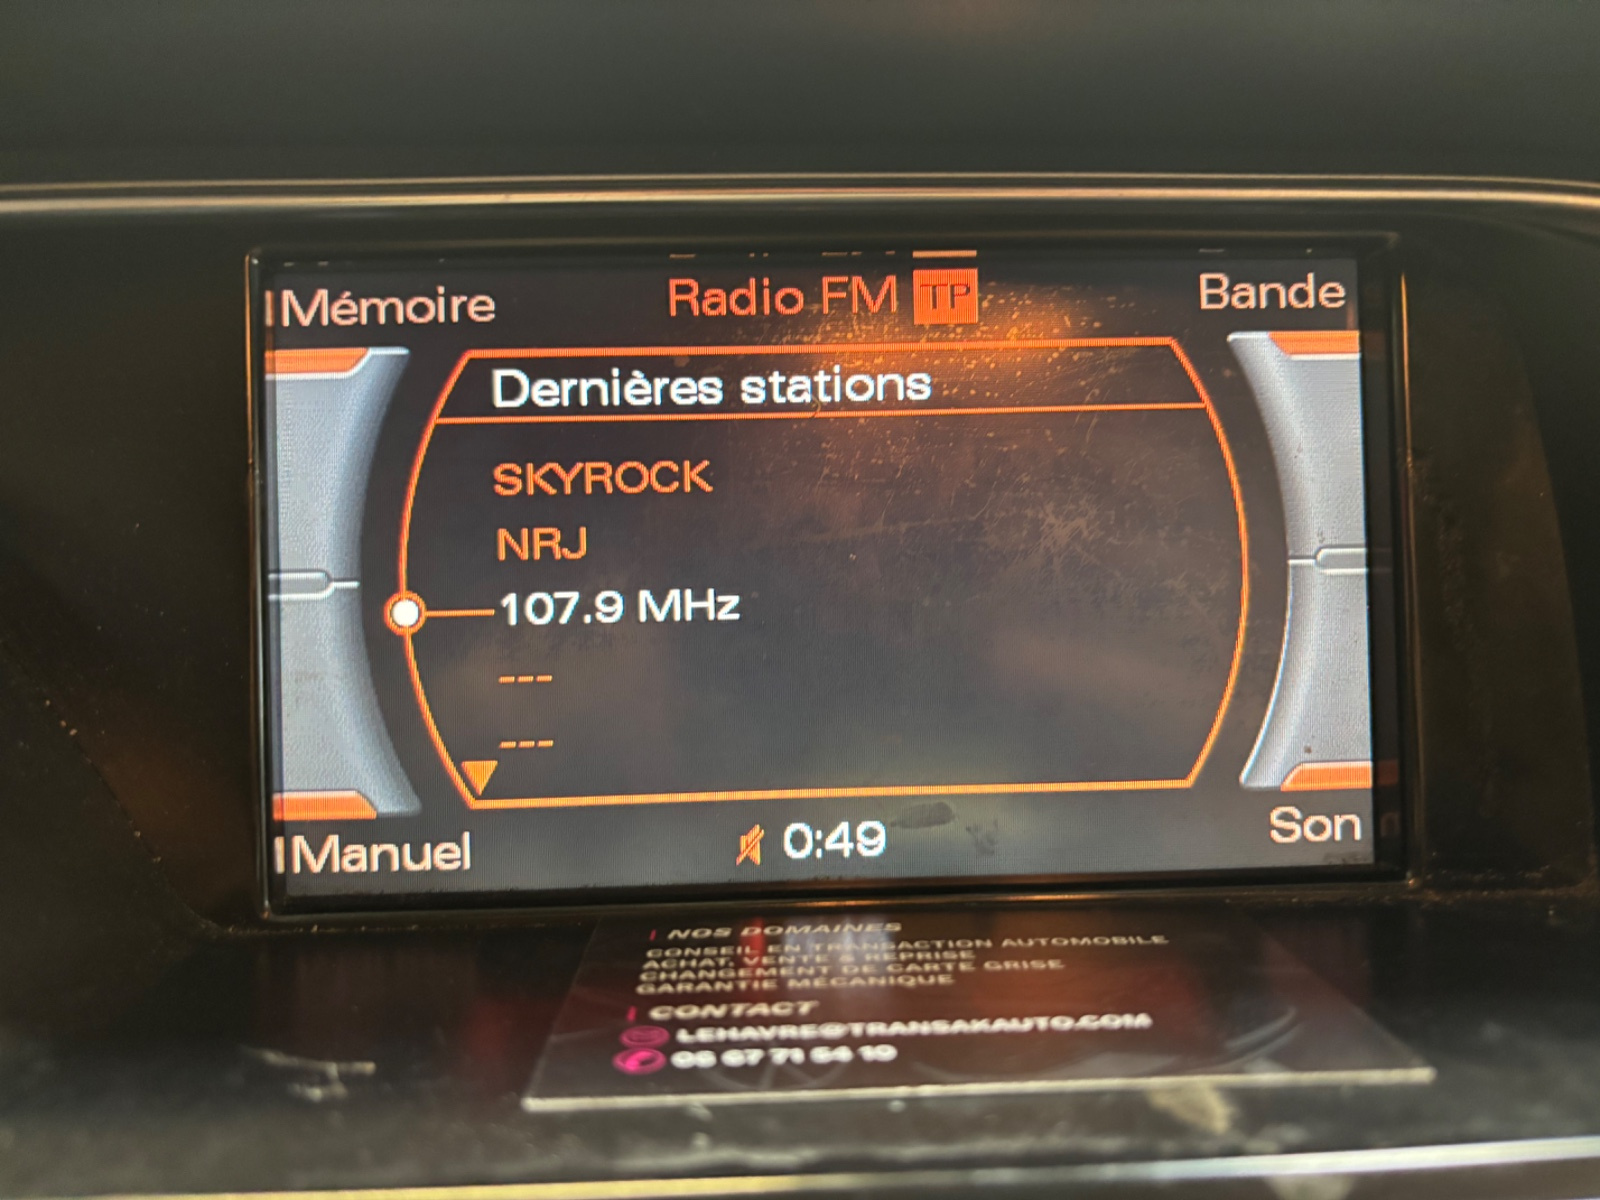 Mémoire
Radio FM TP
Bande
Dernières stations
SKYROCK
NRJ
107.9 MHz
---
---
Manuel
0:49
Son
NOS DOMAINES
CONSEIL EN TRANSACTION AUTOMOBILE
ACHAT, VENTE & REPRISE
CHANGEMENT DE CARTE GRISE
GARANTIE MÉCANIQUE
CONTACT
LEHAVRE@TRANSAKAUTO.COM